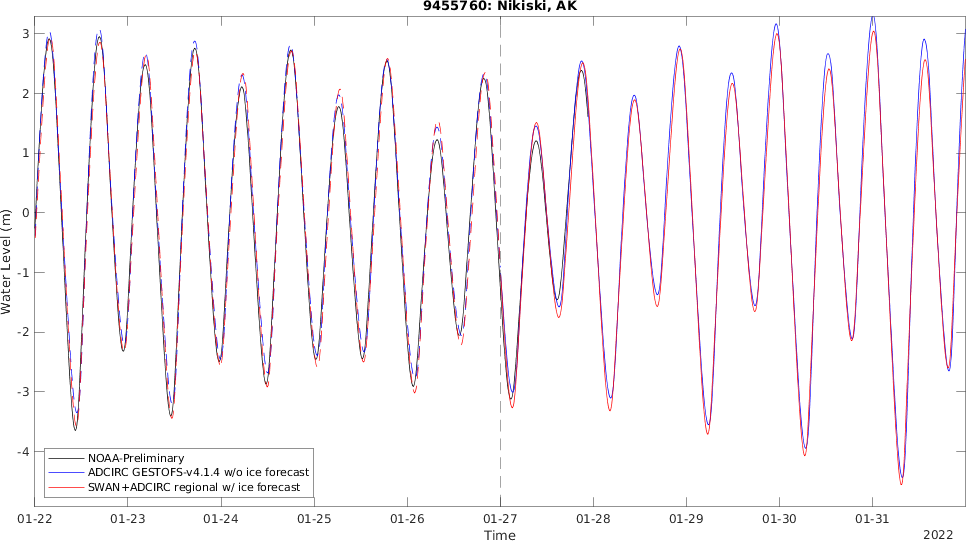 9455760: Nikiski, AK
Water Level (m)
3
2
1
0
-1
-2
-3
-4
NOAA-Preliminary
ADCIRC GESTOFS-v4.1.4 w/o ice forecast
SWAN+ADCIRC regional w/ ice forecast
01-22 01-23 01-24 01-25 01-26 01-27 01-28 01-29 01-30 01-31
Time
2022